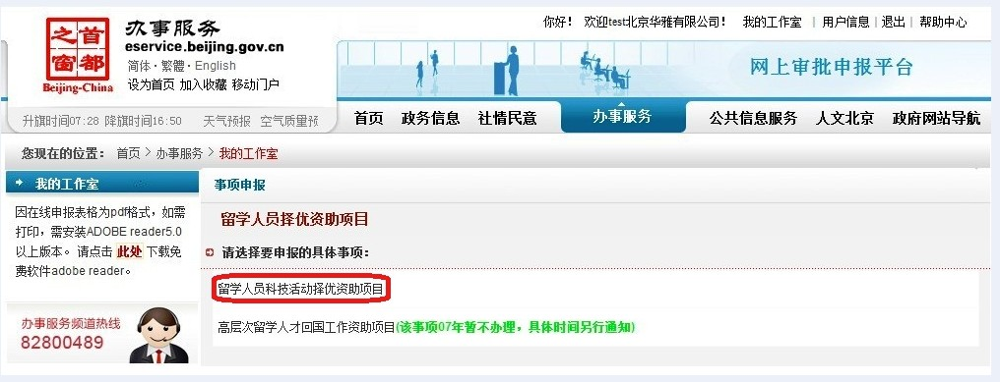 首都之窗
Beijing-China
办事服务
eservice.beijing.gov.cn
简体·繁體·English
设为首页 加入收藏 移动门户
你好! 欢迎test北京华雅有限公司! 我的工作室 | 用户信息 | 退出 | 帮助中心
网上审批申报平台
升旗时间07:28 降旗时间16:50 天气预报 空气质量预
首页 政务信息 社情民意 办事服务 公共信息服务 人文北京 政府网站导航
您现在的位置： 首页 > 办事服务 > 我的工作室
我的工作室
因在线申报表格为pdf格式，如需
打印，需安装ADOBE reader5.0
以上版本。 请点击 此处 下载免
费软件adobe reader。
办事服务频道热线
82800489
事项申报
留学人员择优资助项目
请选择要申报的具体事项：
留学人员科技活动择优资助项目
高层次留学人才回国工作资助项目(该事项07年暂不办理，具体时间另行通知)